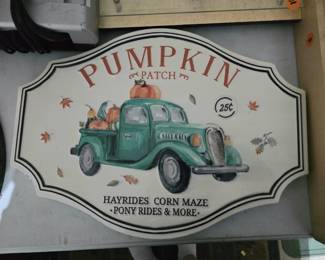 PUMPKIN
PATCH
25¢
HAYRIDES CORN MAZE
• PONY RIDES & MORE •